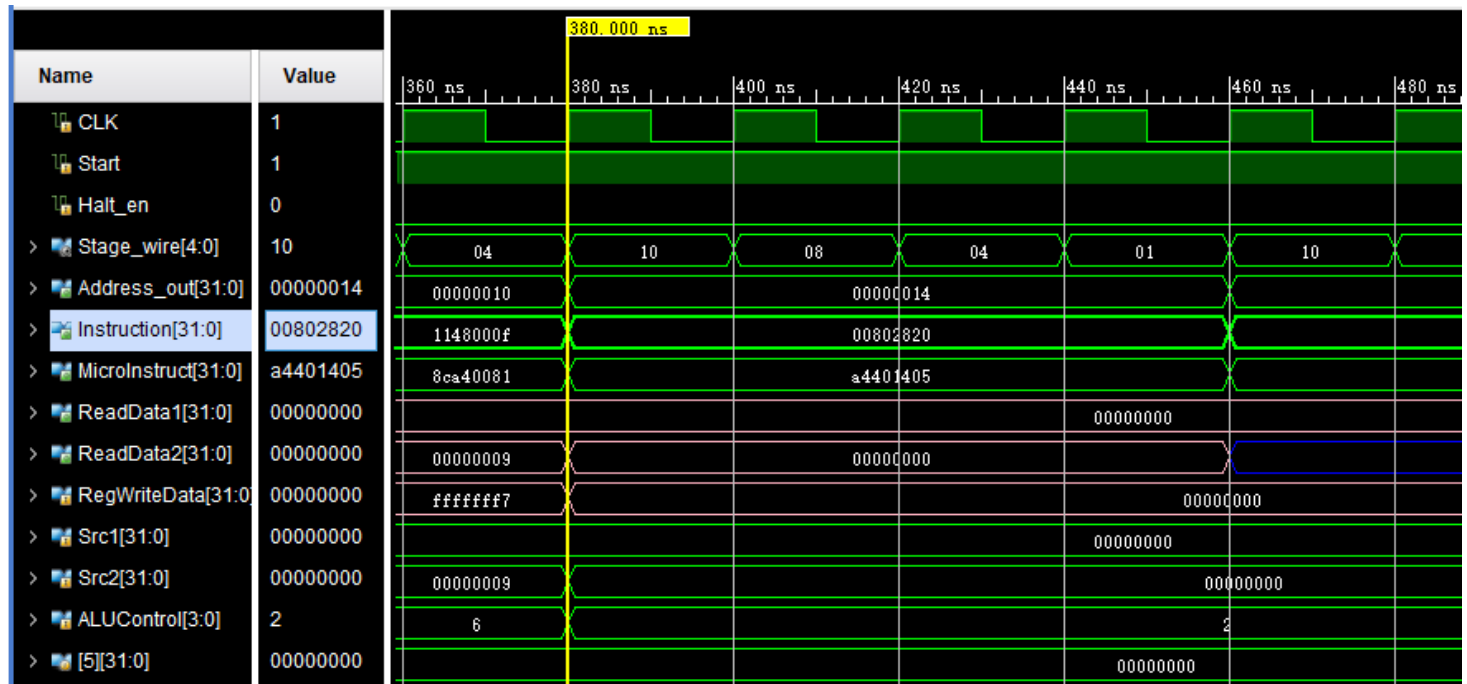 380.000 ns
Name Value
360 ns 380 ns 400 ns 420 ns 440 ns 460 ns 480 ns
CLK 1
Start 1
Halt_en 0
Stage_wire[4:0] 10 04 10 08 04 01 10
Address_out[31:0] 00000014 00000010 00000014
Instruction[31:0] 00802820 1148000f 00802820
MicroInstruct[31:0] a4401405 8ca40081 a4401405
ReadData1[31:0] 00000000 00000000
ReadData2[31:0] 00000000 00000009 00000000
RegWriteData[31:0] 00000000 fffffff7 00000000
Src1[31:0] 00000000 00000000
Src2[31:0] 00000000 00000009 00000000
ALUControl[3:0] 2 6 2
[5][31:0] 00000000 00000000